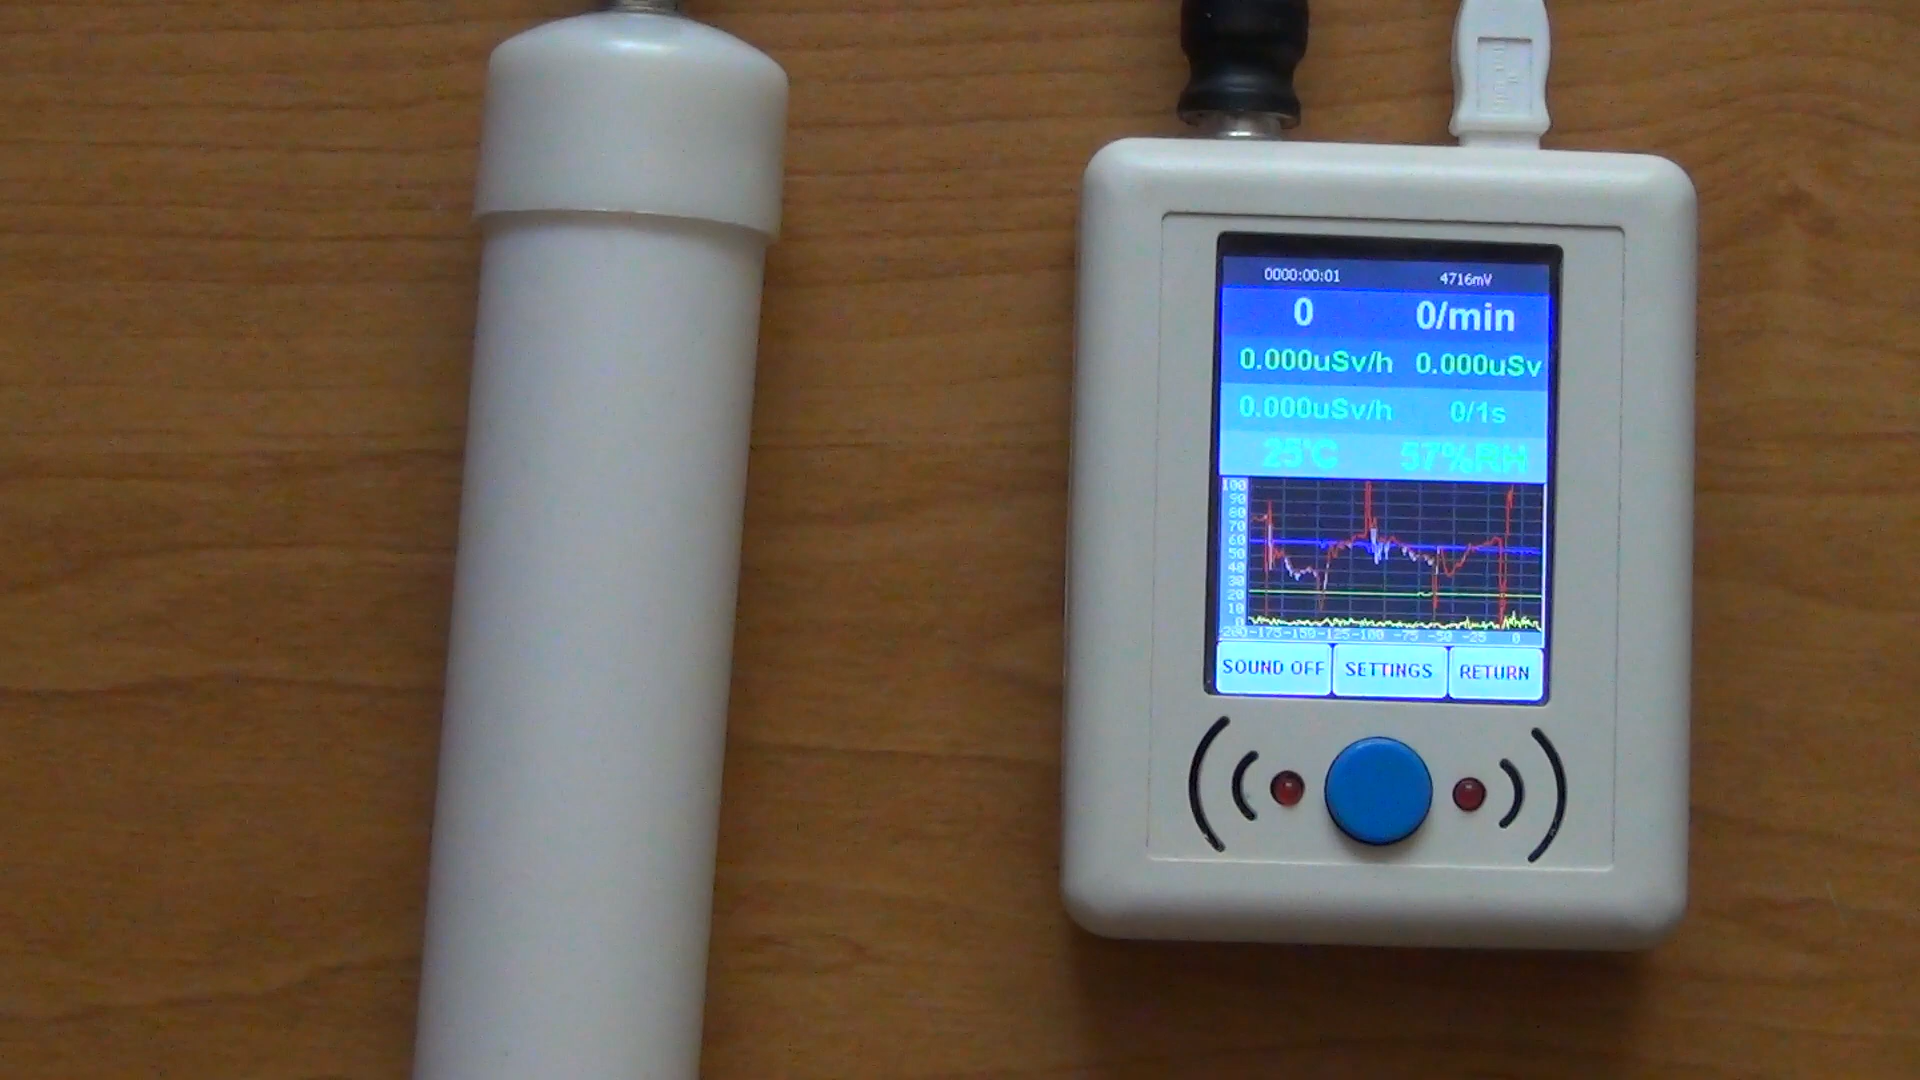 0000:00:01 4716mV
0 0/min
0.000uSv/h 0.000uSv
0.000uSv/h 0/1s
25°C 57%RH
100
90
80
70
60
50
40
30
20
10
0
-200 -175 -150 -125 -100 -75 -50 -25 0
SOUND OFF SETTINGS RETURN